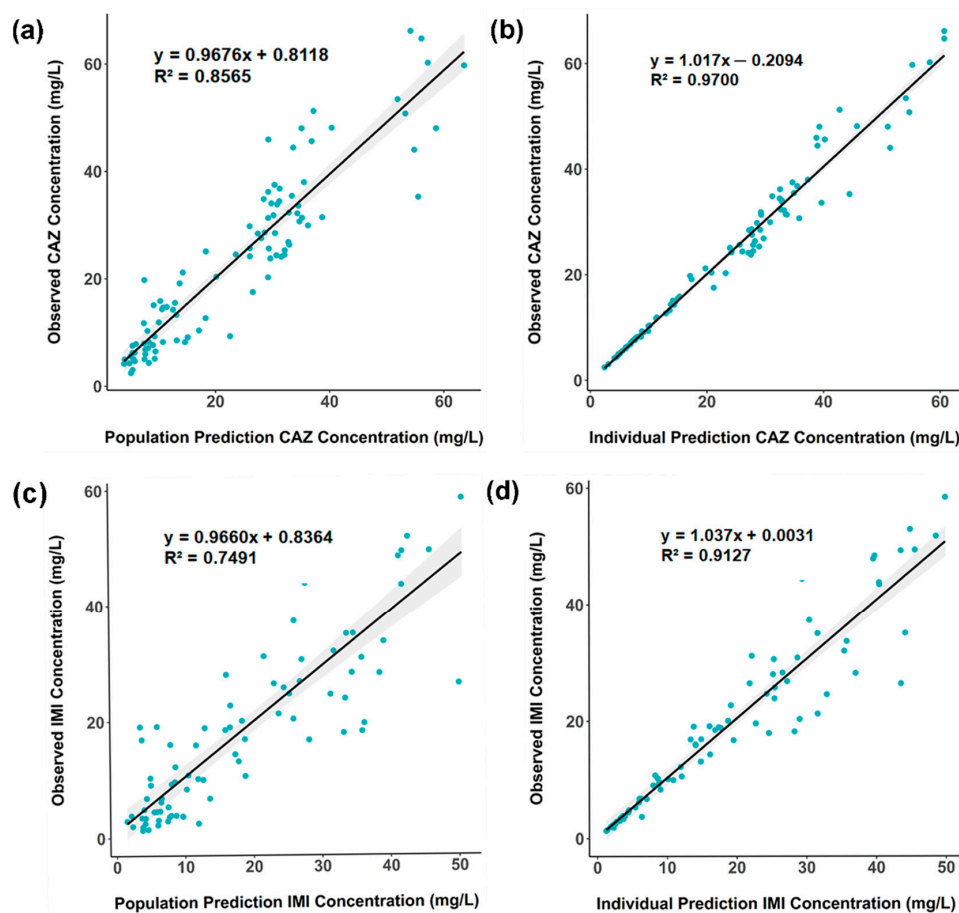 (a)
y = 0.9676x + 0.8118
R² = 0.8565
Observed CAZ Concentration (mg/L)
60
40
20
0
20
40
60
Population Prediction CAZ Concentration (mg/L)
(b)
y = 1.017x – 0.2094
R² = 0.9700
Observed CAZ Concentration (mg/L)
60
40
20
0
0
20
40
60
Individual Prediction CAZ Concentration (mg/L)
(c)
y = 0.9660x + 0.8364
R² = 0.7491
Observed IMI Concentration (mg/L)
60
40
20
0
0
10
20
30
40
50
Population Prediction IMI Concentration (mg/L)
(d)
y = 1.037x + 0.0031
R² = 0.9127
Observed IMI Concentration (mg/L)
60
40
20
0
0
10
20
30
40
50
Individual Prediction IMI Concentration (mg/L)